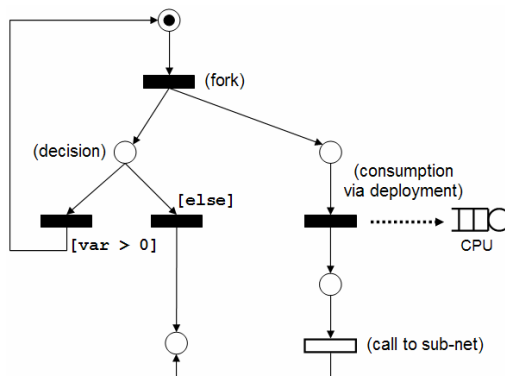 (fork)
(decision)
(consumption
via deployment)
[else]
[var > 0]
CPU
(call to sub-net)